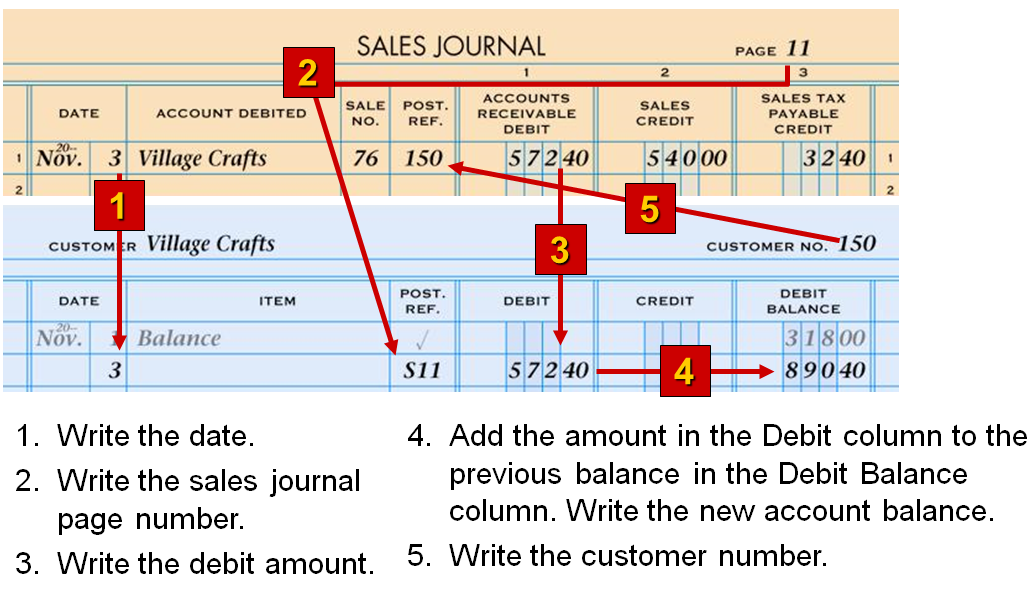 SALES JOURNAL PAGE 11
2
1 2 3
DATE ACCOUNT DEBITED SALE NO. POST. REF. ACCOUNTS RECEIVABLE DEBIT SALES CREDIT SALES TAX PAYABLE CREDIT
20--
1 Nov. 3 Village Crafts 76 150 572 40 540 00 32 40 1
2 2
1
5
CUSTOMER Village Crafts CUSTOMER NO. 150
3
DATE ITEM POST. REF. DEBIT CREDIT DEBIT BALANCE
20--
Nov. 1 Balance ✓ 318 00
3 S11 572 40 890 40
4
1. Write the date.
2. Write the sales journal
page number.
3. Write the debit amount.
4. Add the amount in the Debit column to the
previous balance in the Debit Balance
column. Write the new account balance.
5. Write the customer number.